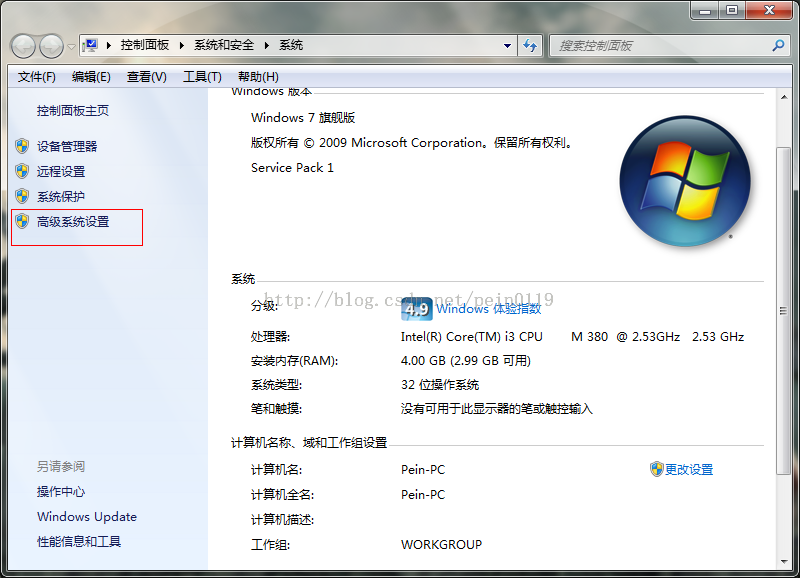 控制面板 ▸ 系统和安全 ▸ 系统
搜索控制面板
文件(F) 编辑(E) 查看(V) 工具(T) 帮助(H)
控制面板主页
设备管理器
远程设置
系统保护
高级系统设置
另请参阅
操作中心
Windows Update
性能信息和工具
Windows 版本
Windows 7 旗舰版
版权所有 © 2009 Microsoft Corporation。保留所有权利。
Service Pack 1
系统
http://blog.csdn.net/pein0119
分级: 4.9 Windows 体验指数
处理器: Intel(R) Core(TM) i3 CPU M 380 @ 2.53GHz 2.53 GHz
安装内存(RAM): 4.00 GB (2.99 GB 可用)
系统类型: 32 位操作系统
笔和触摸: 没有可用于此显示器的笔或触控输入
计算机名称、域和工作组设置
计算机名: Pein-PC 更改设置
计算机全名: Pein-PC
计算机描述:
工作组: WORKGROUP